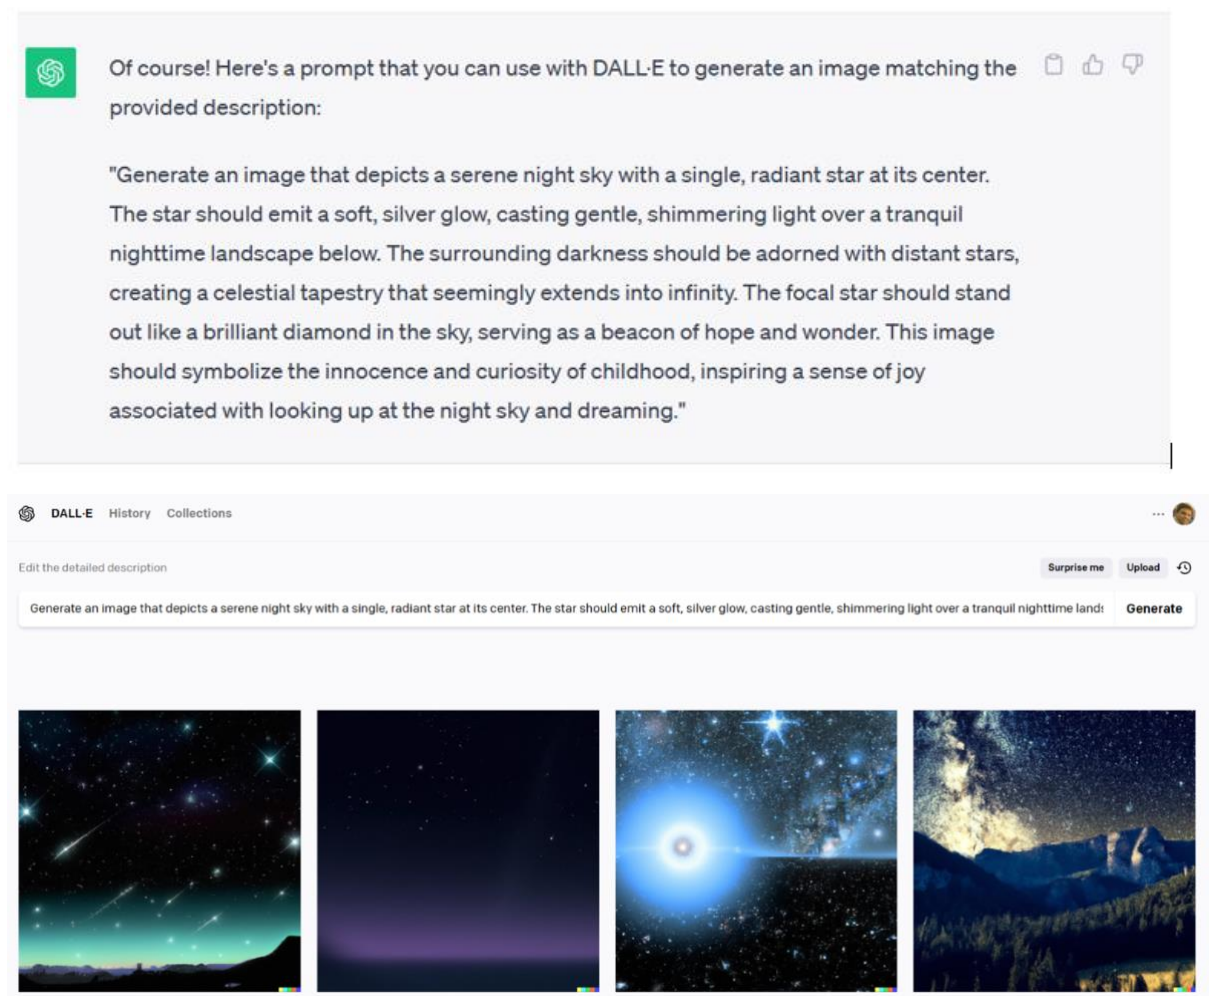 Of course! Here's a prompt that you can use with DALL·E to generate an image matching the
provided description:
"Generate an image that depicts a serene night sky with a single, radiant star at its center.
The star should emit a soft, silver glow, casting gentle, shimmering light over a tranquil
nighttime landscape below. The surrounding darkness should be adorned with distant stars,
creating a celestial tapestry that seemingly extends into infinity. The focal star should stand
out like a brilliant diamond in the sky, serving as a beacon of hope and wonder. This image
should symbolize the innocence and curiosity of childhood, inspiring a sense of joy
associated with looking up at the night sky and dreaming."
DALL·E History Collections ...
Edit the detailed description Surprise me Upload
Generate an image that depicts a serene night sky with a single, radiant star at its center. The star should emit a soft, silver glow, casting gentle, shimmering light over a tranquil nighttime lands Generate